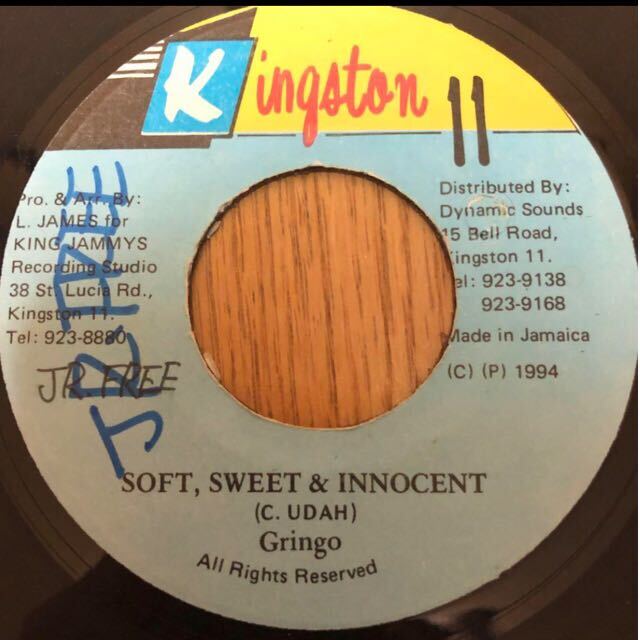 Kingston 11
Pro. & Arr. By:
L. JAMES for
KING JAMMYS
Recording Studio
38 St. Lucia Rd.,
Kingston 11.
Tel: 923-8880
JR. FREE
JR. FREE
Distributed By:
Dynamic Sounds
15 Bell Road,
Kingston 11.
Tel: 923-9138
923-9168
Made in Jamaica
(C) (P) 1994
SOFT, SWEET & INNOCENT
(C. UDAH)
Gringo
All Rights Reserved